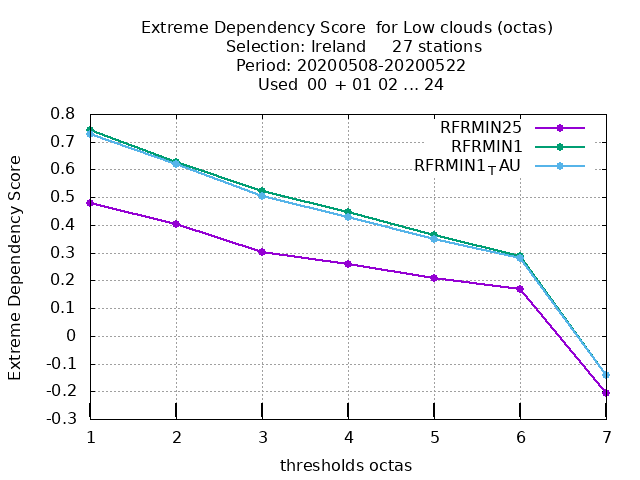 Extreme Dependency Score  for Low clouds (octas)
Selection: Ireland     27 stations
Period: 20200508-20200522
Used  00  + 01 02 ... 24
RFRMIN25
RFRMIN1
RFRMIN1TAU
Extreme Dependency Score
0.8
0.7
0.6
0.5
0.4
0.3
0.2
0.1
0
-0.1
-0.2
-0.3
1 2 3 4 5 6 7
thresholds octas